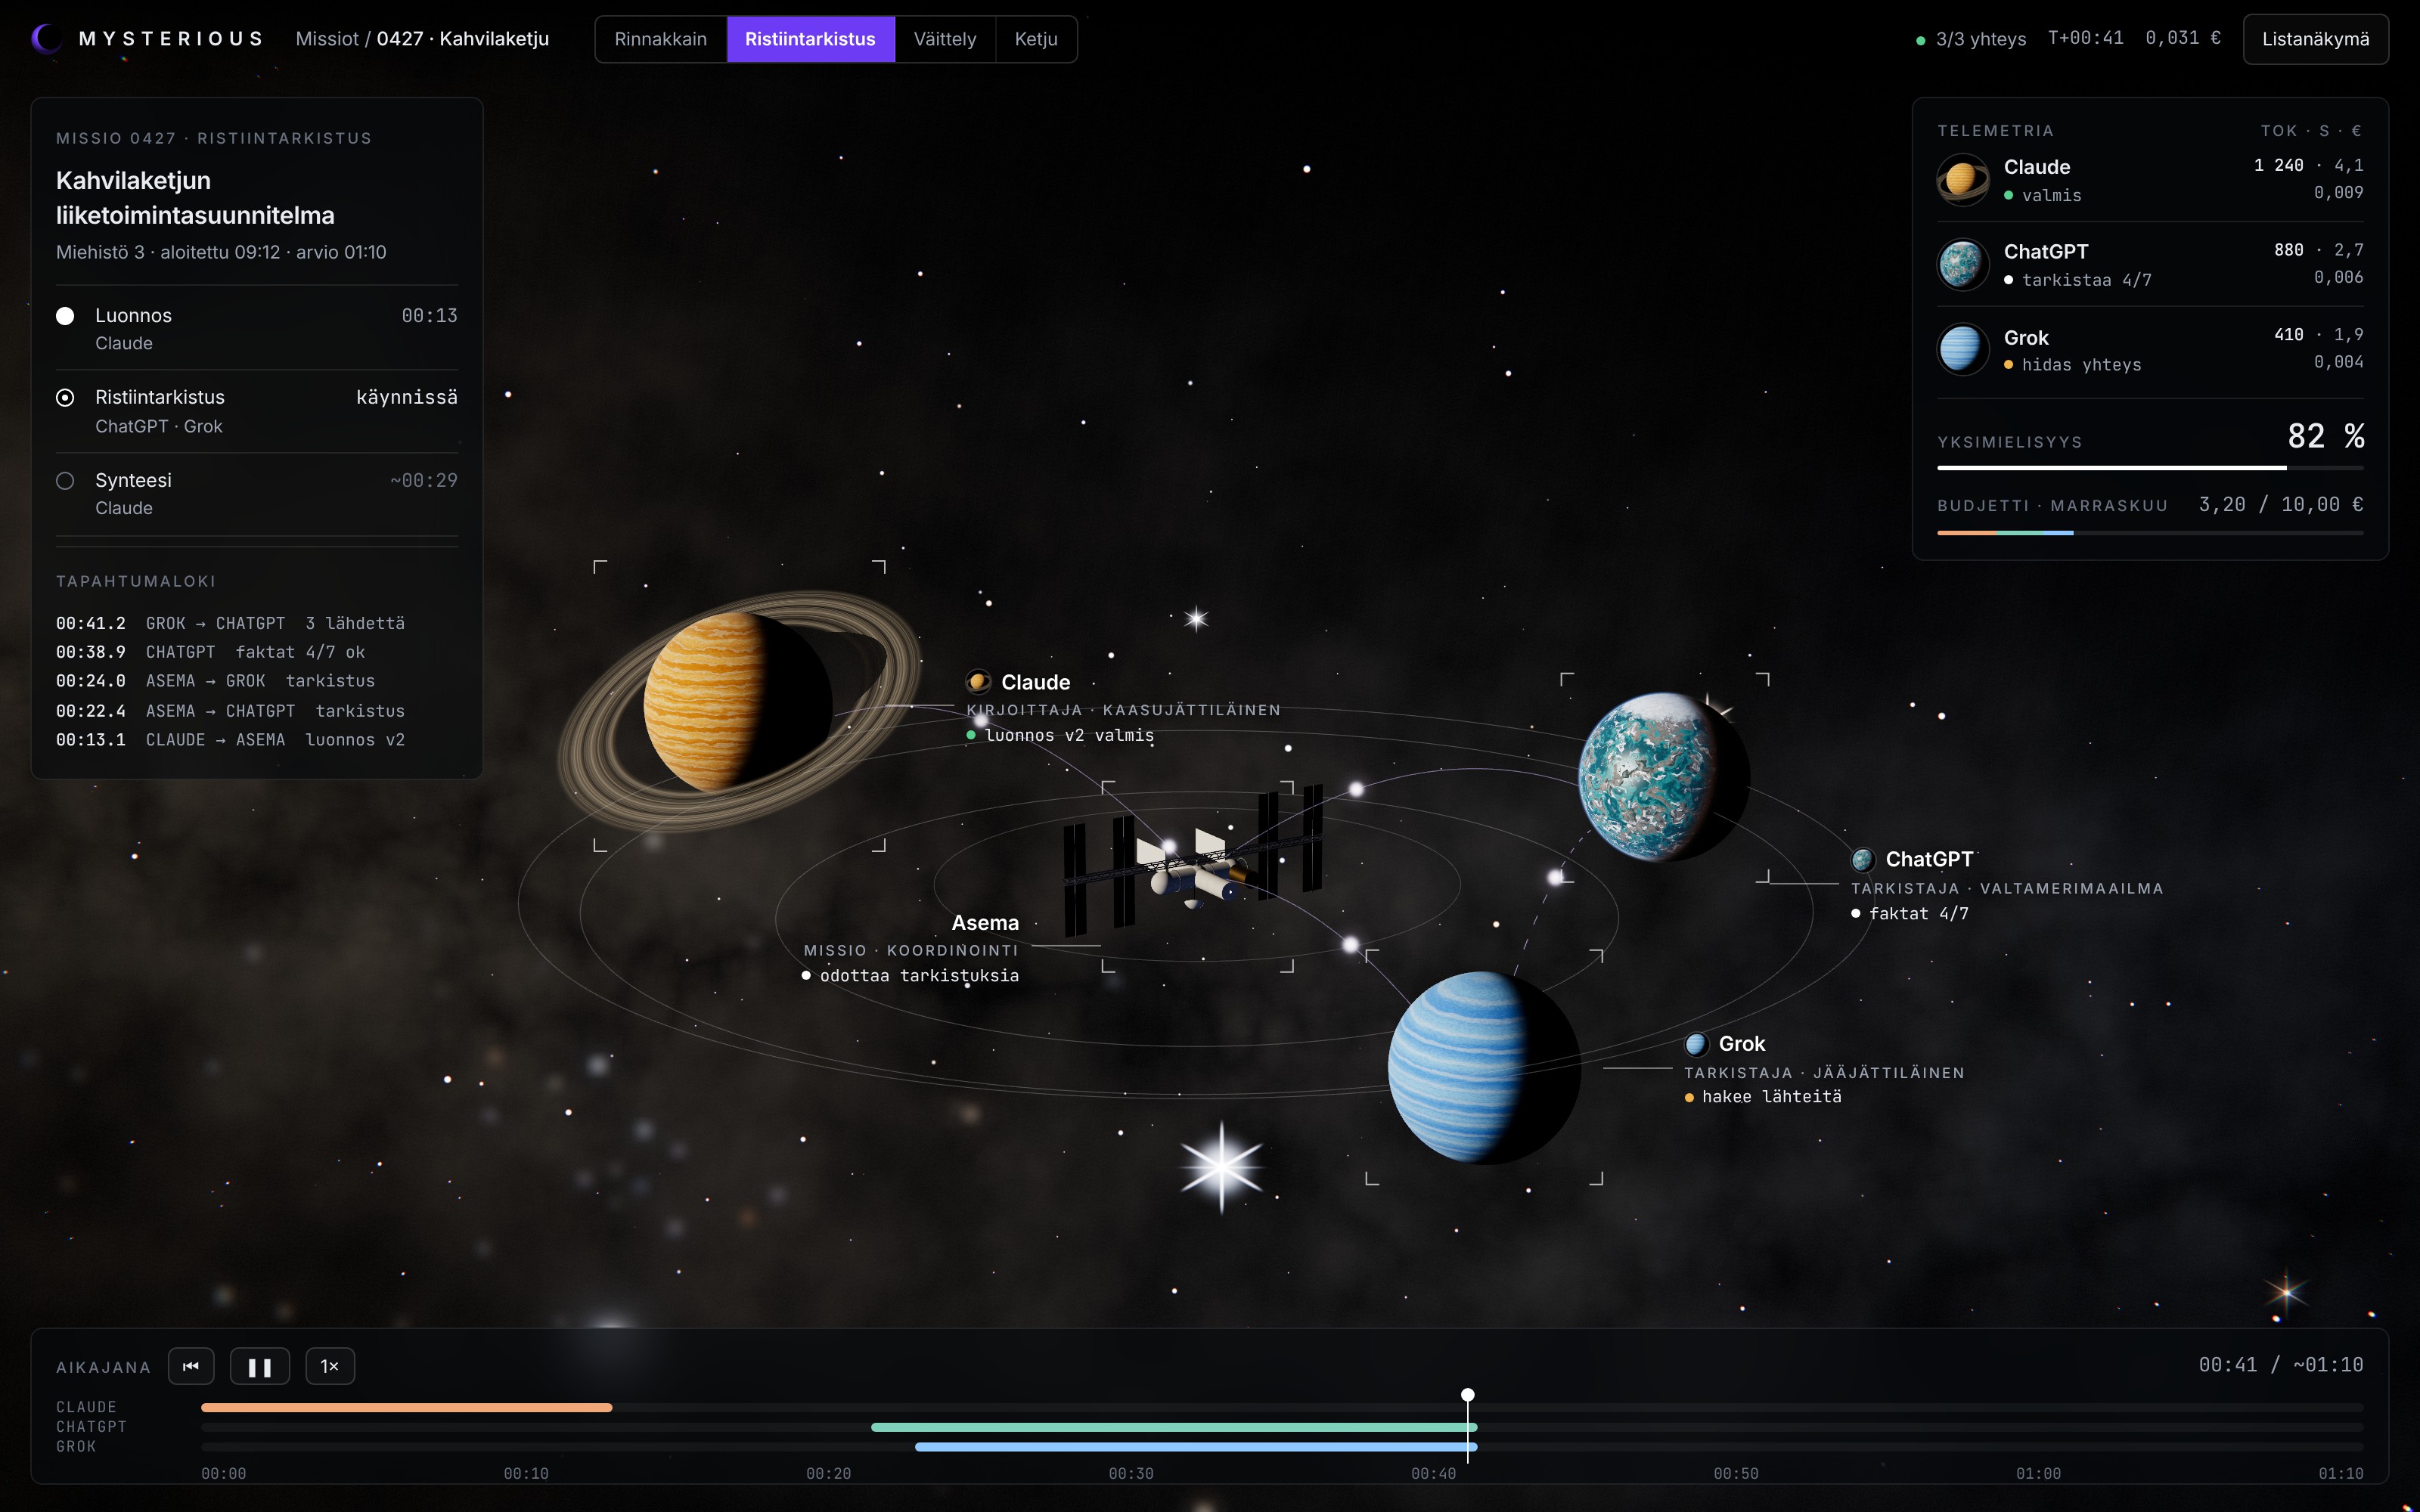 MYSTERIOUS
Missiot / 0427 · Kahvilaketju
Rinnakkain
Ristiintarkistus
Väittely
Ketju
3/3 yhteys
T+00:41
0,031 €
Listanäkymä
MISSIO 0427 · RISTIINTARKISTUS
Kahvilaketjun
liiketoimintasuunnitelma
Miehistö 3 · aloitettu 09:12 · arvio 01:10
Luonnos 00:13
Claude
Ristiintarkistus käynnissä
ChatGPT · Grok
Synteesi ~00:29
Claude
TAPAHTUMALOKI
00:41.2 GROK → CHATGPT 3 lähdettä
00:38.9 CHATGPT faktat 4/7 ok
00:24.0 ASEMA → GROK tarkistus
00:22.4 ASEMA → CHATGPT tarkistus
00:13.1 CLAUDE → ASEMA luonnos v2
TELEMETRIA TOK · S · €
Claude 1 240 · 4,1
valmis 0,009
ChatGPT 880 · 2,7
tarkistaa 4/7 0,006
Grok 410 · 1,9
hidas yhteys 0,004
YKSIMIELISYYS 82 %
BUDJETTI · MARRASKUU 3,20 / 10,00 €
Claude
KIRJOITTAJA · KAASUJÄTTILÄINEN
luonnos v2 valmis
ChatGPT
TARKISTAJA · VALTAMERIMAAILMA
faktat 4/7
Asema
MISSIO · KOORDINOINTI
odottaa tarkistuksia
Grok
TARKISTAJA · JÄÄJÄTTILÄINEN
hakee lähteitä
AIKAJANA 1× 00:41 / ~01:10
CLAUDE
CHATGPT
GROK
00:00 00:10 00:20 00:30 00:40 00:50 01:00 01:10